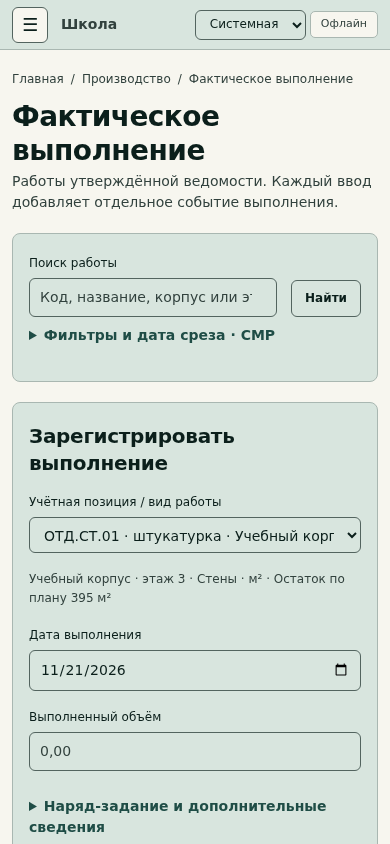 ☰ Школа Системная Офлайн
Главная / Производство / Фактическое выполнение
Фактическое
выполнение
Работы утверждённой ведомости. Каждый ввод
добавляет отдельное событие выполнения.
Поиск работы
Код, название, корпус или эт Найти
Фильтры и дата среза · СМР
Зарегистрировать
выполнение
Учётная позиция / вид работы
ОТД.СТ.01 · штукатурка · Учебный корп
Учебный корпус · этаж 3 · Стены · м² · Остаток по
плану 395 м²
Дата выполнения
11/21/2026
Выполненный объём
0,00
Наряд-задание и дополнительные
сведения